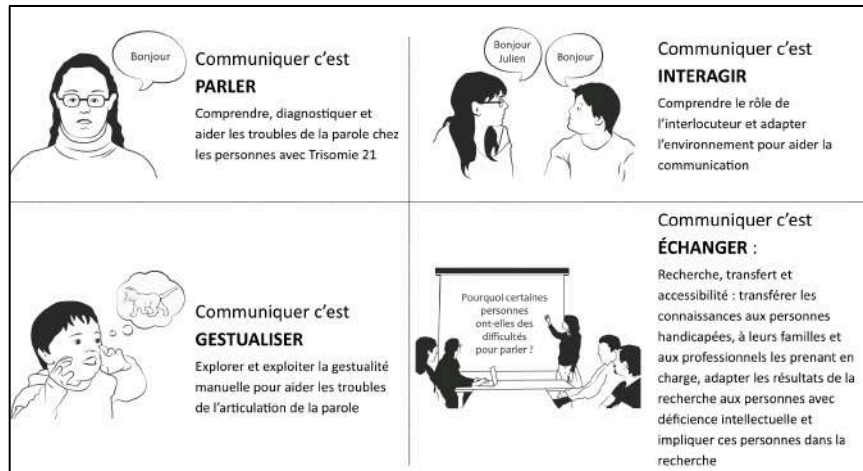 Bonjour
Communiquer c’est
PARLER
Comprendre, diagnostiquer et
aider les troubles de la parole chez
les personnes avec Trisomie 21
Bonjour
Julien
Bonjour
Communiquer c’est
INTERAGIR
Comprendre le rôle de
l’interlocuteur et adapter
l’environnement pour aider la
communication
Communiquer c’est
GESTUALISER
Explorer et exploiter la gestualité
manuelle pour aider les troubles
de l’articulation de la parole
Pourquoi certaines
personnes
ont-elles des
difficultés
pour parler ?
Communiquer c’est
ÉCHANGER :
Recherche, transfert et
accessibilité : transférer les
connaissances aux personnes
handicapées, à leurs familles et
aux professionnels les prenant en
charge, adapter les résultats de la
recherche aux personnes avec
déficience intellectuelle et
impliquer ces personnes dans la
recherche